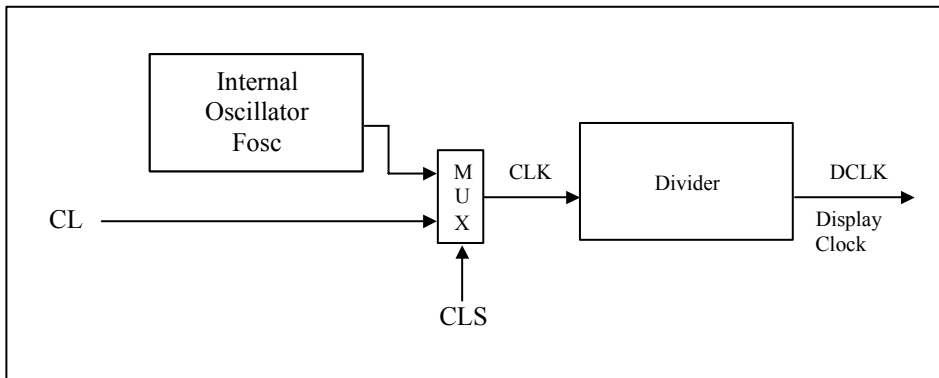 Internal
Oscillator
Fosc
M
U
X
CLK
Divider
DCLK
CL
Display
Clock
CLS